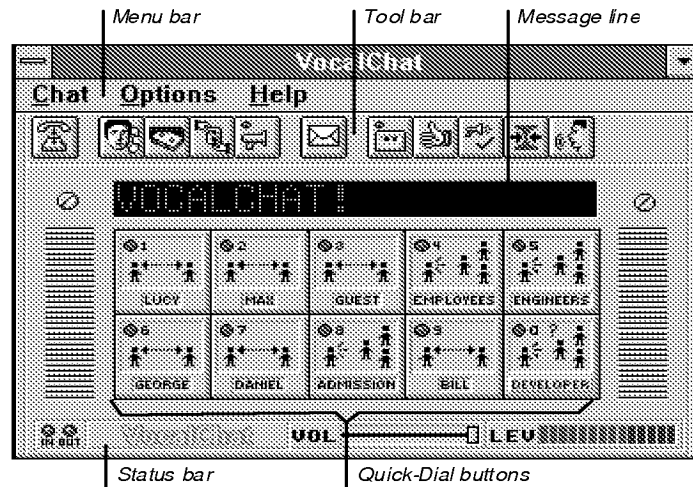 Menu bar Tool bar Message line
VocalChat
Chat Options Help
VOCALCHAT!
1 2 3 4 5
LUCY MAX GUEST EMPLOYEES ENGINEERS
6 7 8 9 0 ?
GEORGE DANIEL ADMISSION BILL DEVELOPER
IN OUT VocalChat VOL LEV
Status bar Quick-Dial buttons